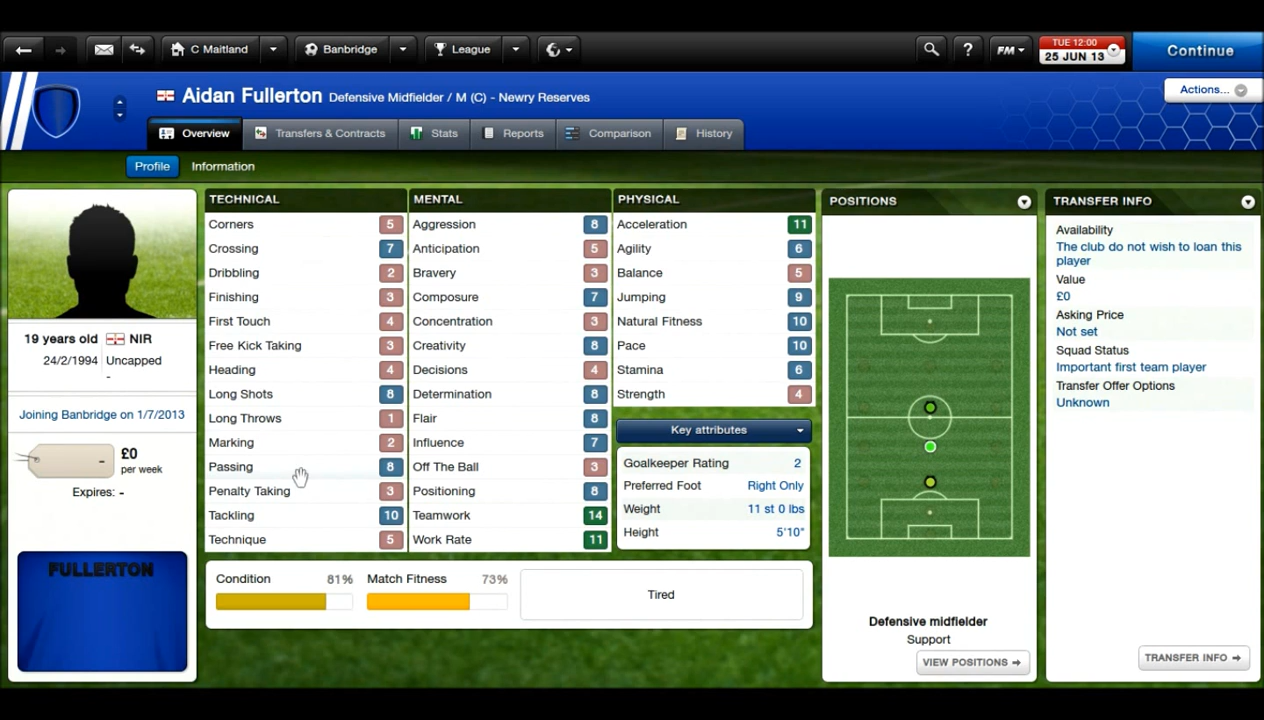 C Maitland
Banbridge
League
?
FM
TUE 12:00
25 JUN 13
Continue
Aidan Fullerton Defensive Midfielder / M (C) - Newry Reserves
Actions...
Overview
Transfers & Contracts
Stats
Reports
Comparison
History
Profile
Information
19 years old NIR
24/2/1994 Uncapped
-
Joining Banbridge on 1/7/2013
- £0
per week
Expires: -
FULLERTON
TECHNICAL
Corners 5
Crossing 7
Dribbling 2
Finishing 3
First Touch 4
Free Kick Taking 3
Heading 4
Long Shots 8
Long Throws 1
Marking 2
Passing 8
Penalty Taking 3
Tackling 10
Technique 5
MENTAL
Aggression 8
Anticipation 5
Bravery 3
Composure 7
Concentration 3
Creativity 8
Decisions 4
Determination 8
Flair 8
Influence 7
Off The Ball 3
Positioning 8
Teamwork 14
Work Rate 11
PHYSICAL
Acceleration 11
Agility 6
Balance 5
Jumping 9
Natural Fitness 10
Pace 10
Stamina 6
Strength 4
Key attributes
Goalkeeper Rating 2
Preferred Foot Right Only
Weight 11 st 0 lbs
Height 5'10"
Condition 81%
Match Fitness 73%
Tired
POSITIONS
Defensive midfielder
Support
VIEW POSITIONS
TRANSFER INFO
Availability
The club do not wish to loan this
player
Value
£0
Asking Price
Not set
Squad Status
Important first team player
Transfer Offer Options
Unknown
TRANSFER INFO